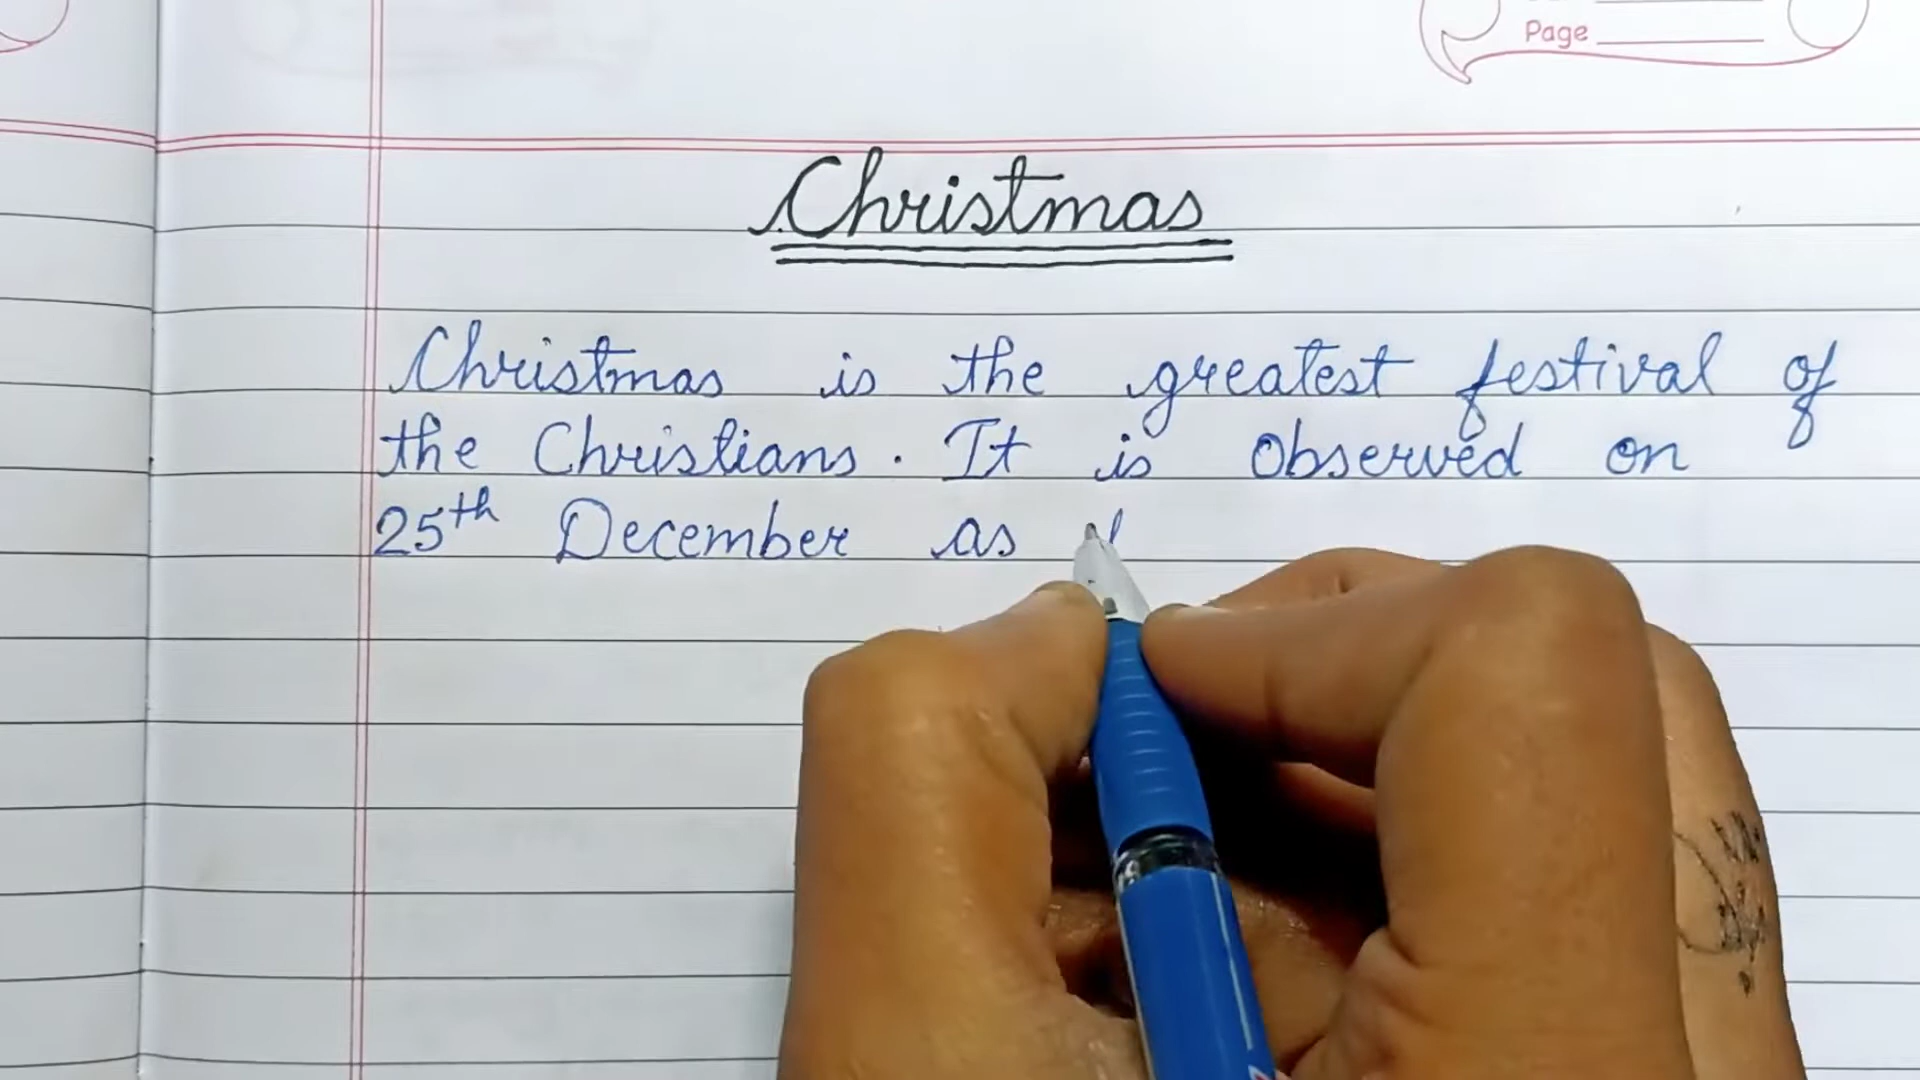 Page
Christmas
Christmas is the greatest festival of
the Christians. It is observed on
25th December as